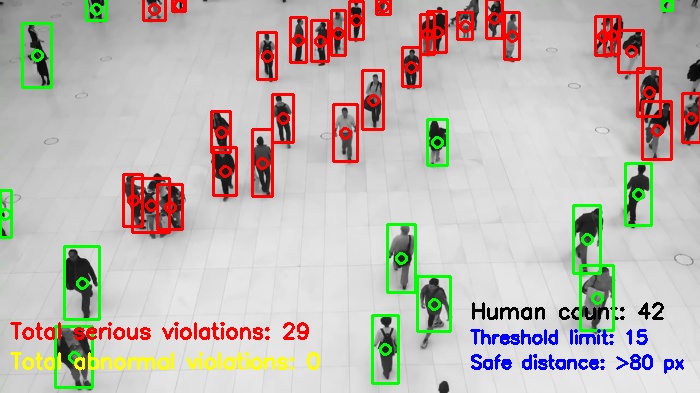 Human count: 42
Total serious violations: 29
Threshold limit: 15
Total abnormal violations: 0
Safe distance: >80 px